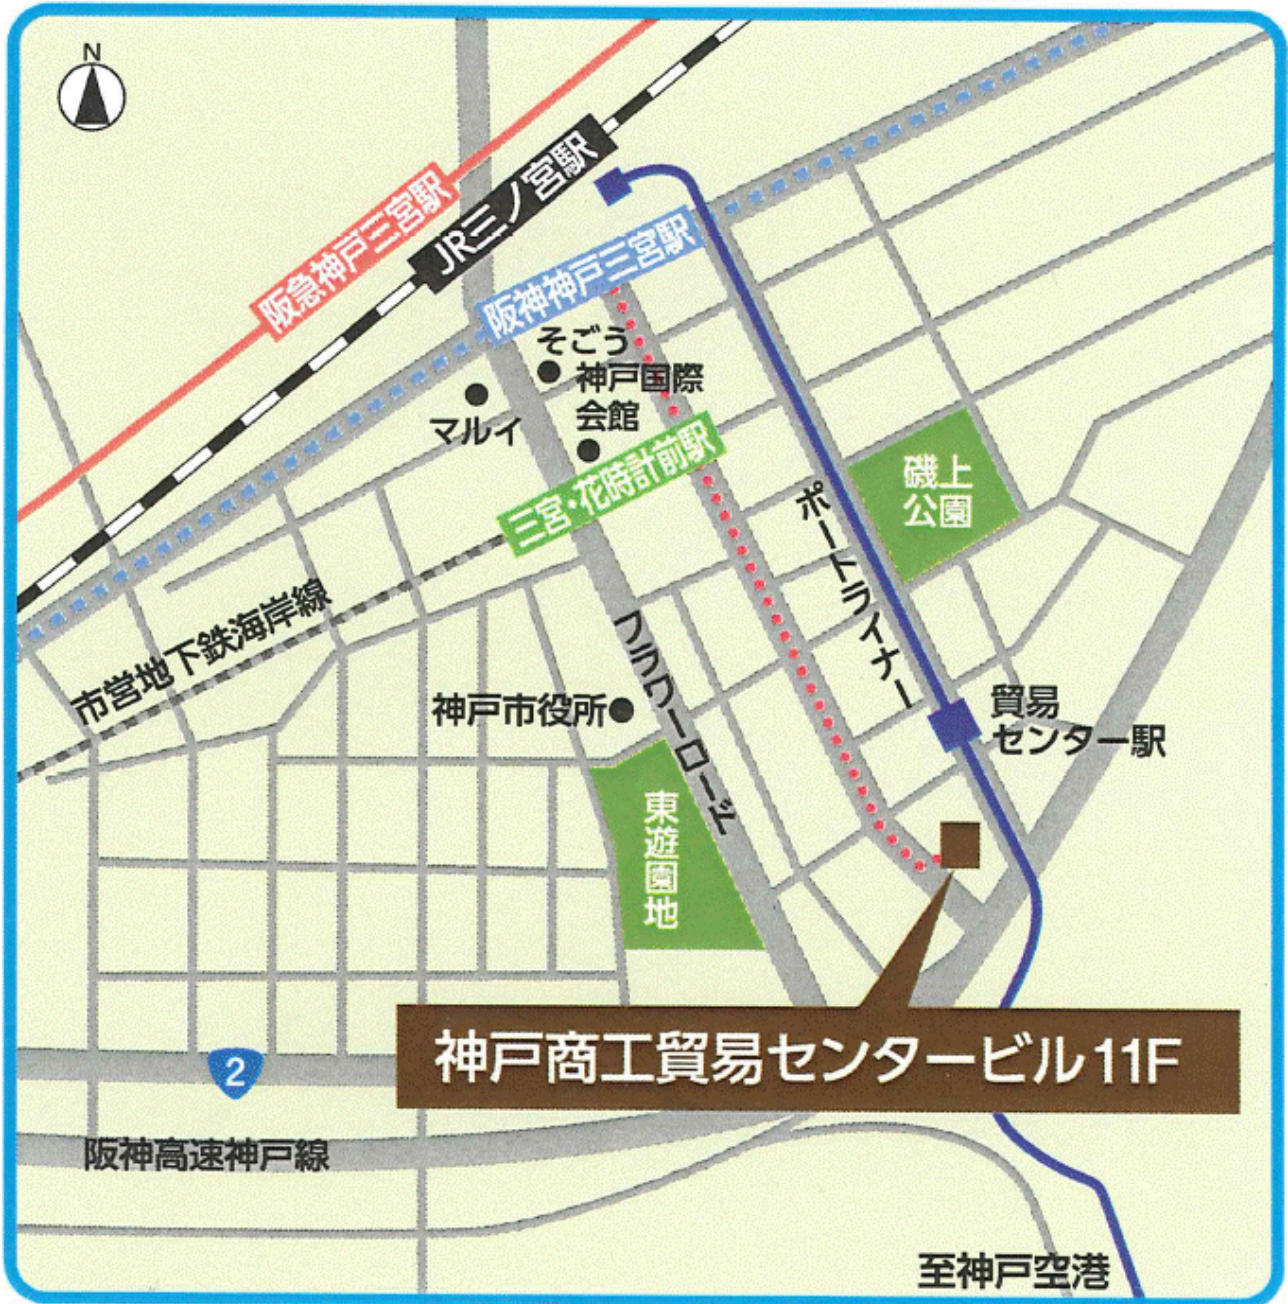 N
阪急神戸三宮駅
JR三ノ宮駅
阪神神戸三宮駅
そごう
神戸国際
会館
マルイ
三宮・花時計前駅
磯上
公園
ポートライナー
市営地下鉄海岸線
フラワーロード
神戸市役所
貿易
センター駅
東遊園地
神戸商工貿易センタービル11F
2
阪神高速神戸線
至神戸空港